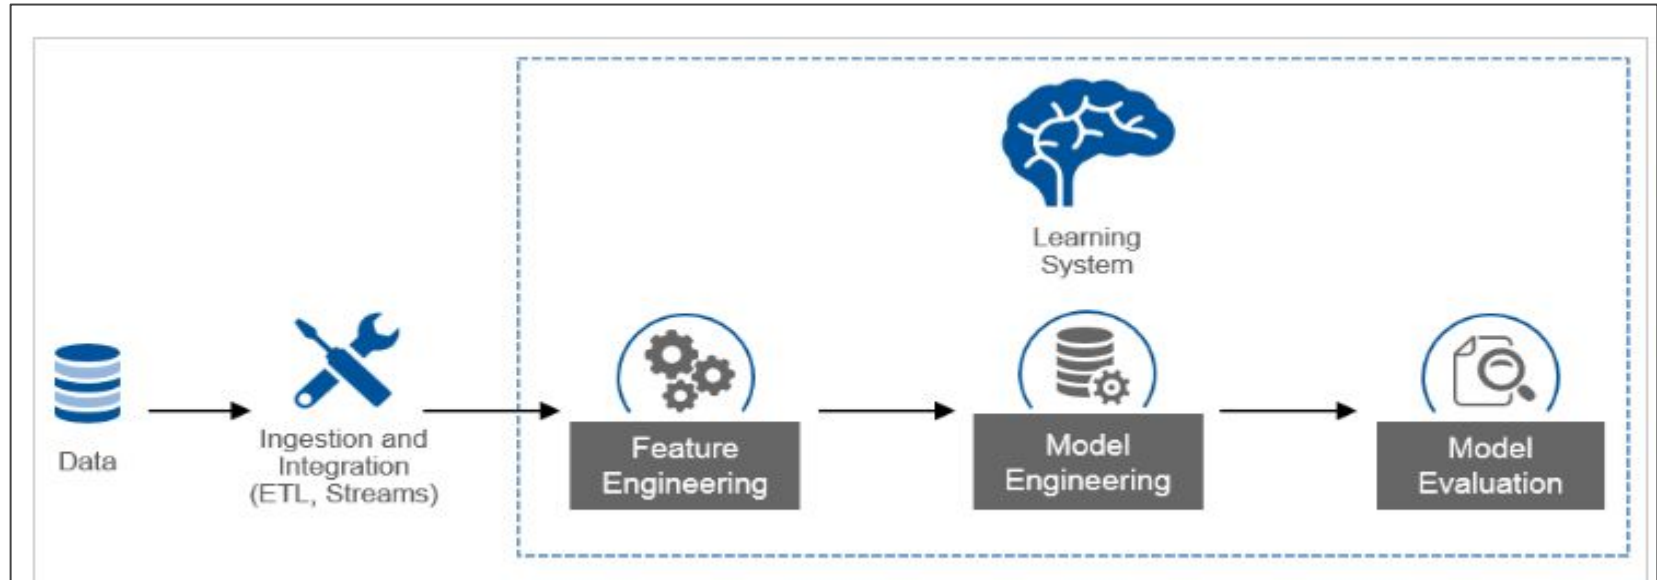 Learning
System
Data
Ingestion and
Integration
(ETL, Streams)
Feature
Engineering
Model
Engineering
Model
Evaluation